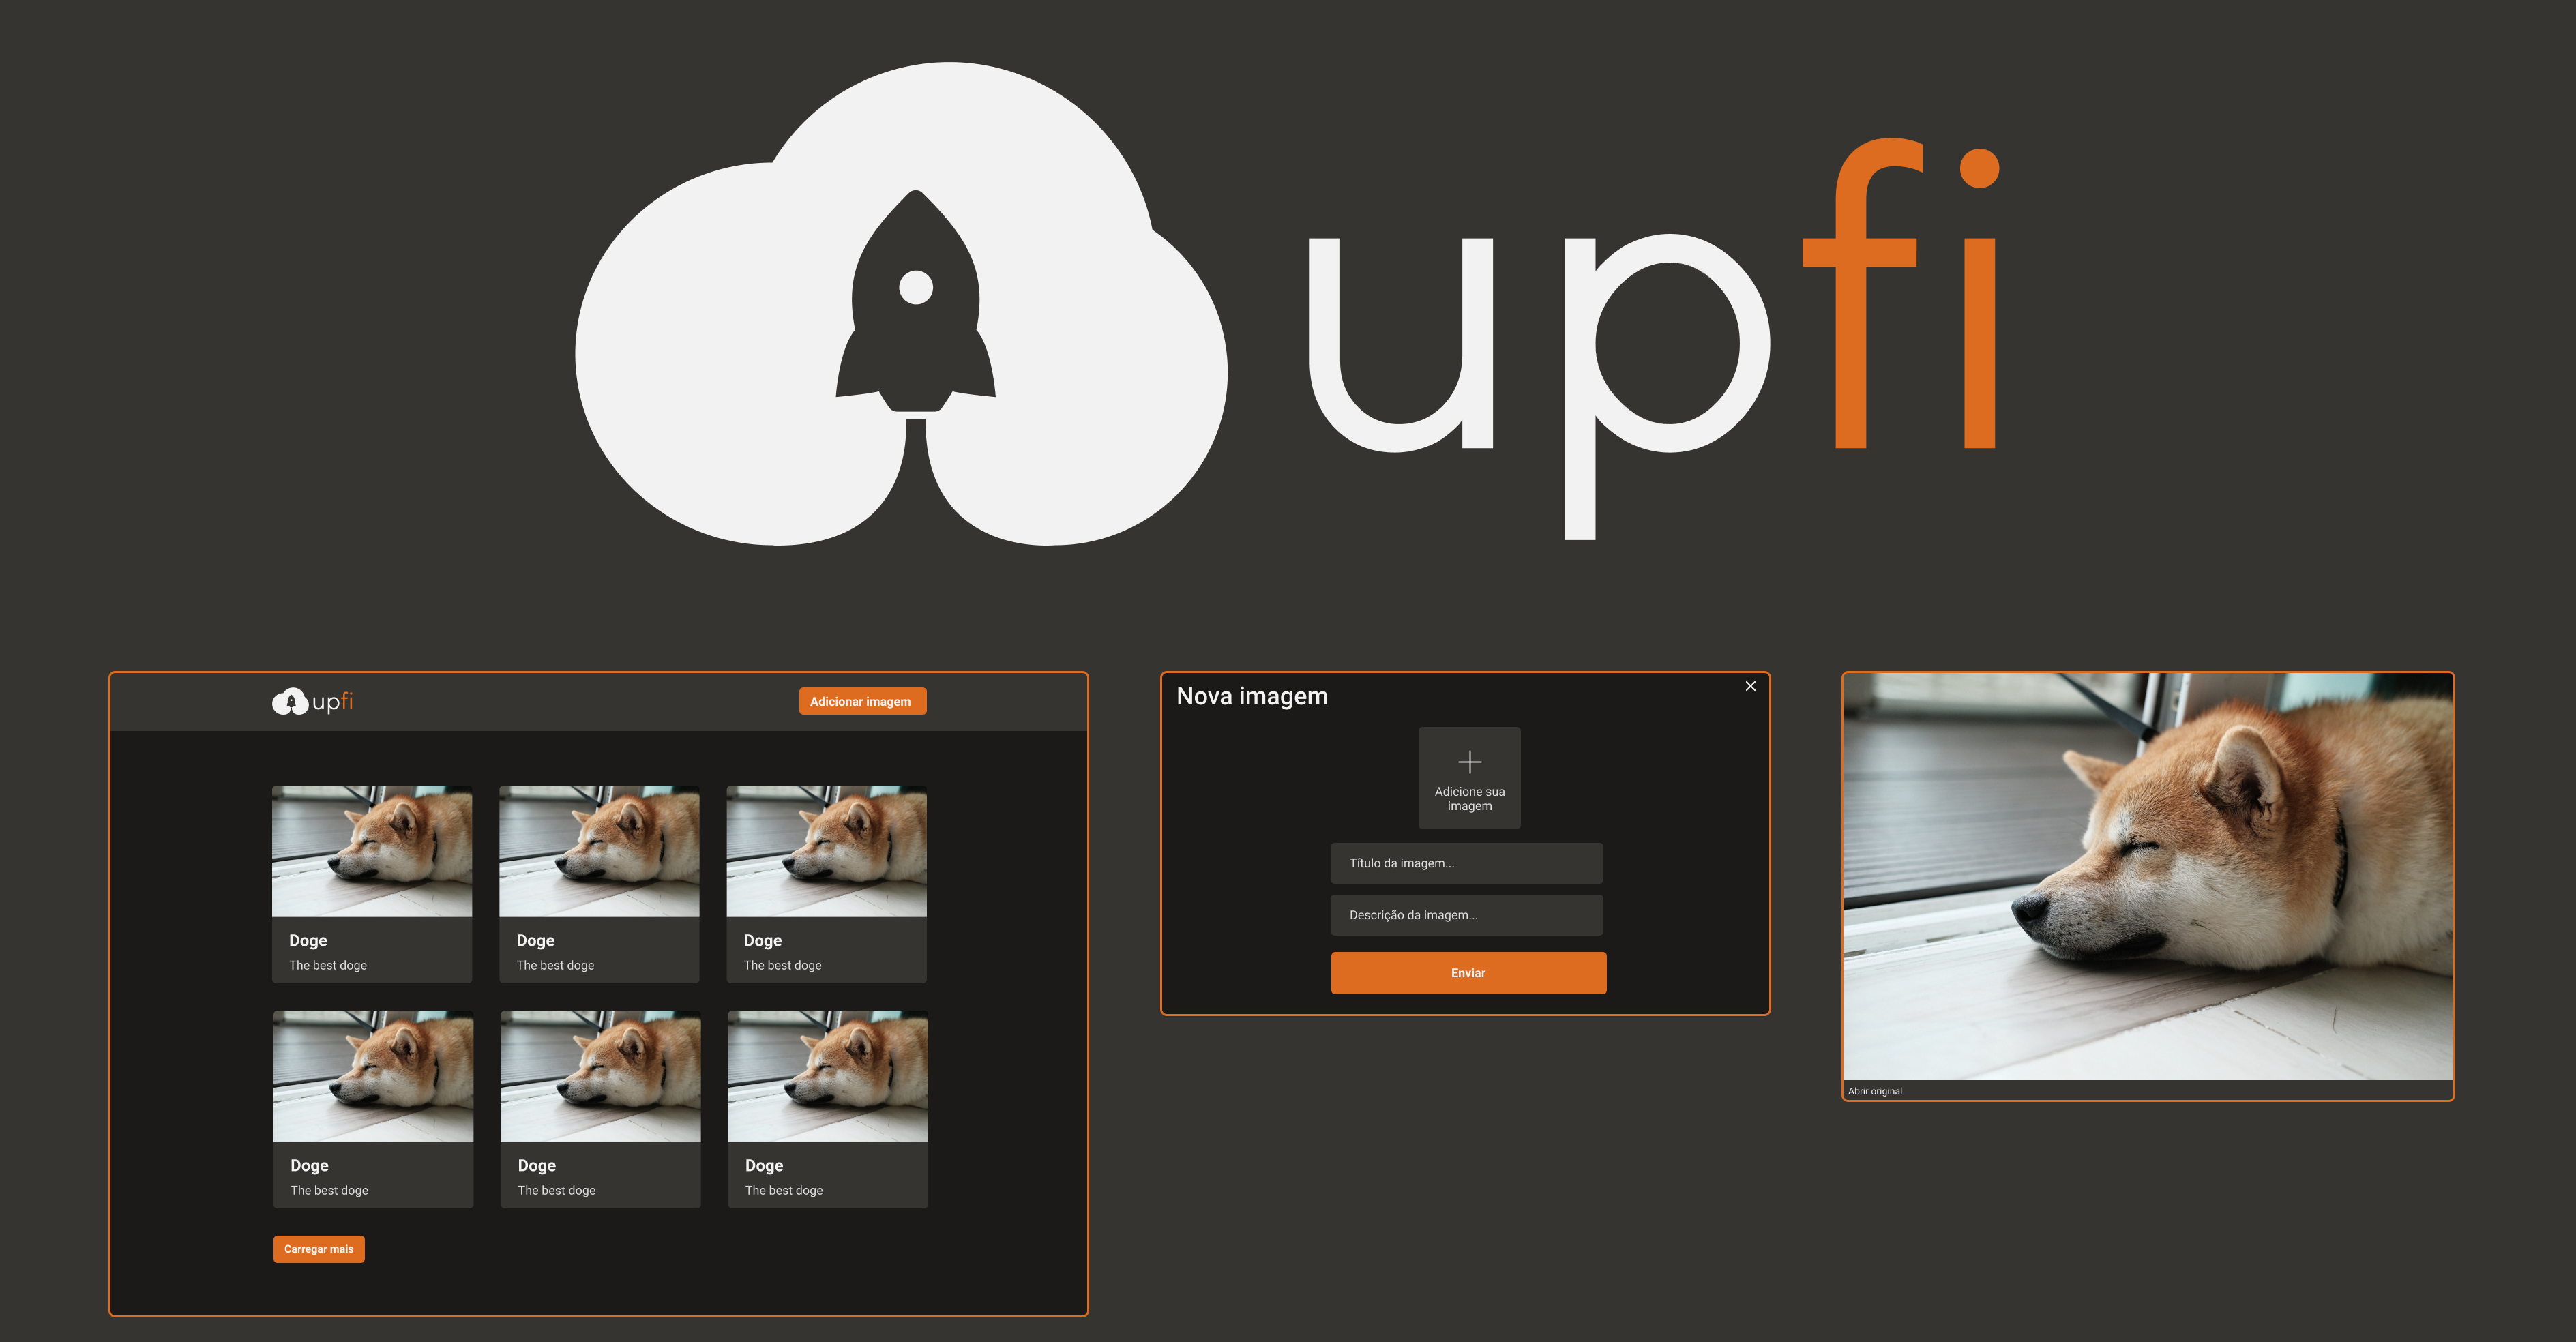 upfi
upfi
Adicionar imagem
Doge
The best doge
Doge
The best doge
Doge
The best doge
Doge
The best doge
Doge
The best doge
Doge
The best doge
Carregar mais
Nova imagem
Adicione sua
imagem
Título da imagem...
Descrição da imagem...
Enviar
Abrir original